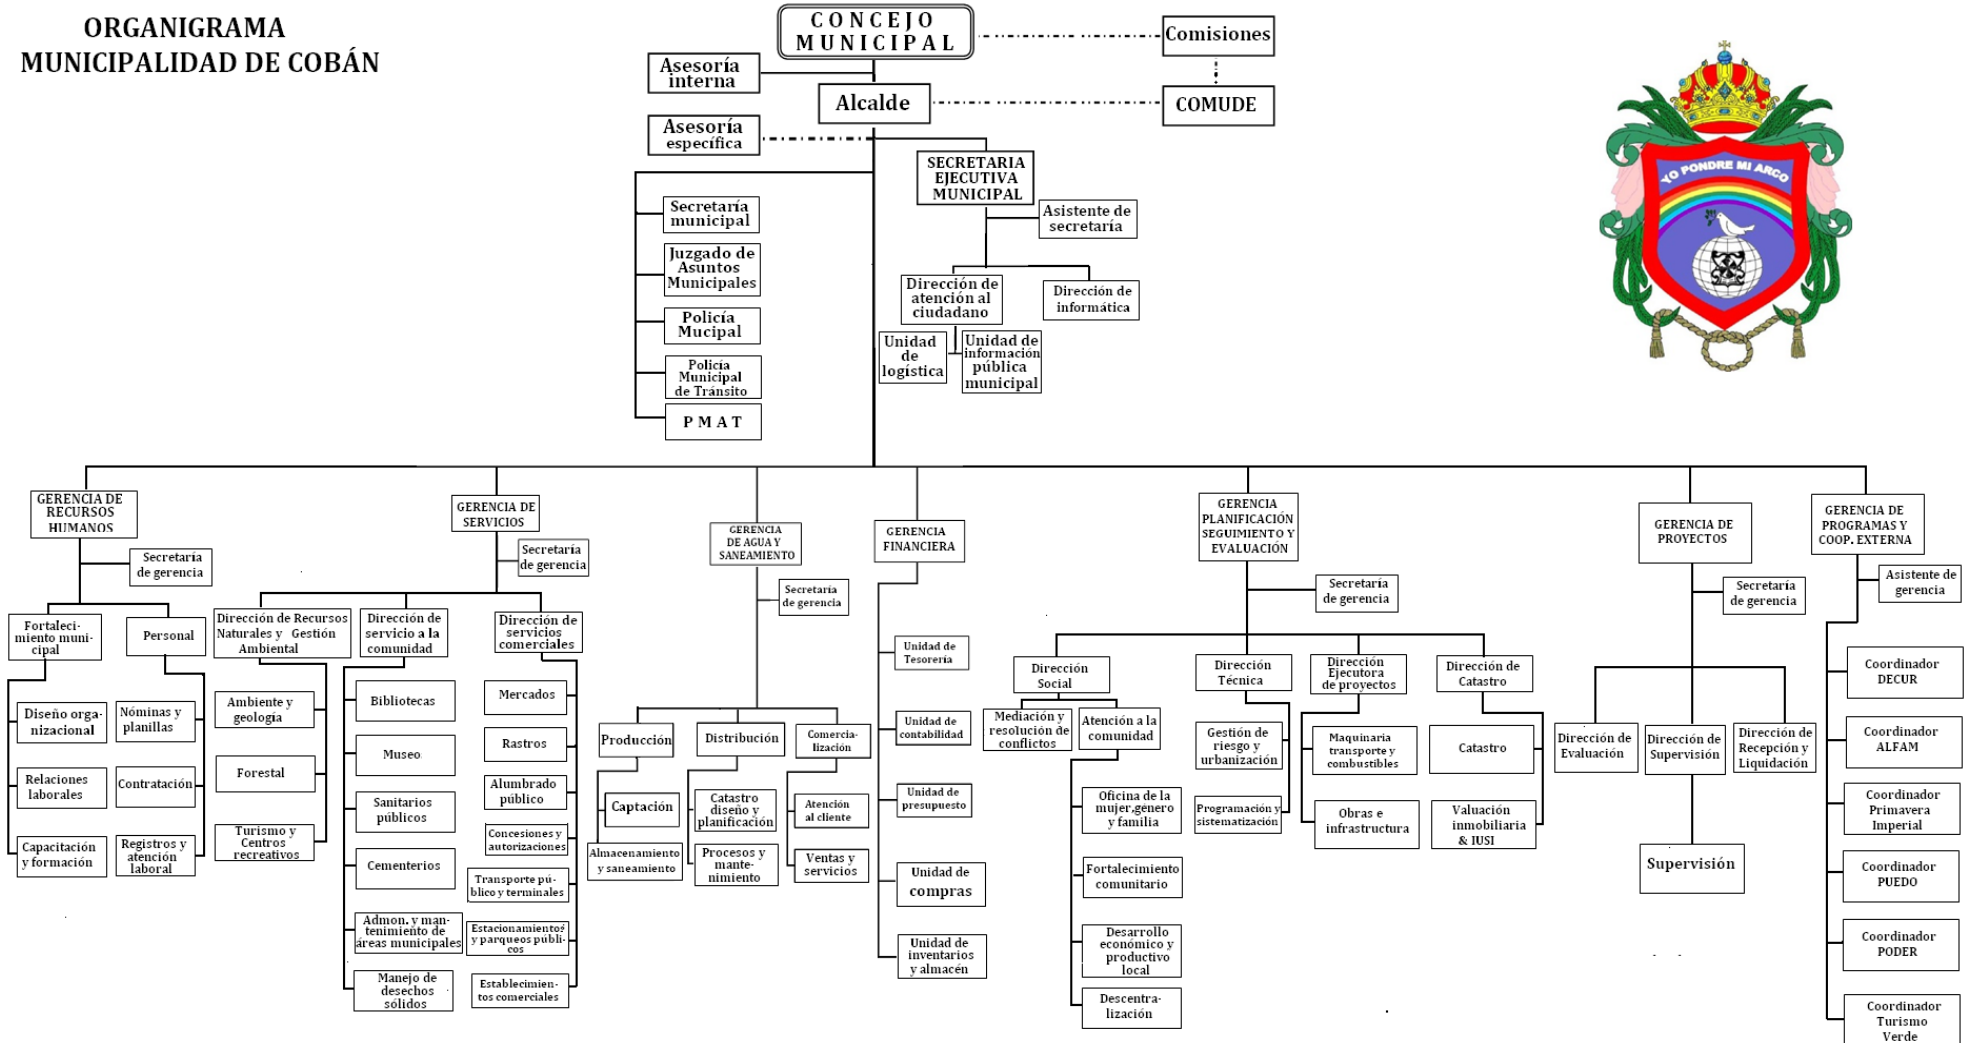 ORGANIGRAMA
MUNICIPALIDAD DE COBÁN
CONCEJO
MUNICIPAL
Comisiones
Asesoría
interna
Alcalde
COMUDE
Asesoría
específica
SECRETARIA
EJECUTIVA
MUNICIPAL
Asistente de
secretaría
Secretaría
municipal
Juzgado de
Asuntos
Municipales
Policía
Mucipal
Policía
Municipal
de Tránsito
P M A T
Dirección de
atención al
ciudadano
Dirección de
informática
Unidad
de
logística
Unidad de
información
pública
municipal
YO PONDRE MI ARCO
GERENCIA DE
RECURSOS
HUMANOS
Secretaría
de gerencia
Fortaleci-
miento muni-
cipal
Personal
Diseño orga-
nizacional
Relaciones
laborales
Capacitación
y formación
Nóminas y
planillas
Contratación
Registros y
atención
laboral
GERENCIA DE
SERVICIOS
Secretaría
de gerencia
Dirección de Recursos
Naturales y Gestión
Ambiental
Ambiente y
geología
Forestal
Turismo y
Centros
recreativos
Dirección de
servicio a la
comunidad
Bibliotecas
Museo
Sanitarios
públicos
Cementerios
Admon. y man-
tenimiento de
áreas municipales
Manejo de
desechos
sólidos
Dirección de
servicios
comerciales
Mercados
Rastros
Alumbrado
público
Concesiones y
autorizaciones
Transporte pú-
blico y terminales
Estacionamientos
y parqueos públi-
cos
Establecimien-
tos comerciales
GERENCIA
DE AGUA Y
SANEAMIENTO
Secretaría
de gerencia
Producción
Captación
Almacenamiento
y saneamiento
Distribución
Catastro
diseño y
planificación
Procesos y
mante-
nimiento
Comercia-
lización
Atención
al cliente
Ventas y
servicios
GERENCIA
FINANCIERA
Unidad de
Tesorería
Unidad de
contabilidad
Unidad de
presupuesto
Unidad de
compras
Unidad de
inventarios
y almacén
GERENCIA
PLANIFICACIÓN
SEGUIMIENTO Y
EVALUACIÓN
Secretaría
de gerencia
Dirección
Social
Mediación y
resolución de
conflictos
Atención a la
comunidad
Oficina de la
mujer,género
y familia
Fortalecimiento
comunitario
Desarrollo
económico y
productivo
local
Descentra-
lización
Dirección
Técnica
Gestión de
riesgo y
urbanización
Programación y
sistematización
Dirección
Ejecutora
de proyectos
Maquinaria
transporte y
combustibles
Obras e
infrastructura
Dirección de
Catastro
Catastro
Valuación
inmobiliaria
& IUSI
GERENCIA DE
PROYECTOS
Secretaría
de gerencia
Dirección de
Evaluación
Dirección de
Supervisión
Dirección de
Recepción y
Liquidación
Supervisión
GERENCIA DE
PROGRAMAS Y
COOP. EXTERNA
Asistente de
gerencia
Coordinador
DECUR
Coordinador
ALFAM
Coordinador
Primavera
Imperial
Coordinador
PUEDO
Coordinador
PODER
Coordinador
Turismo
Verde